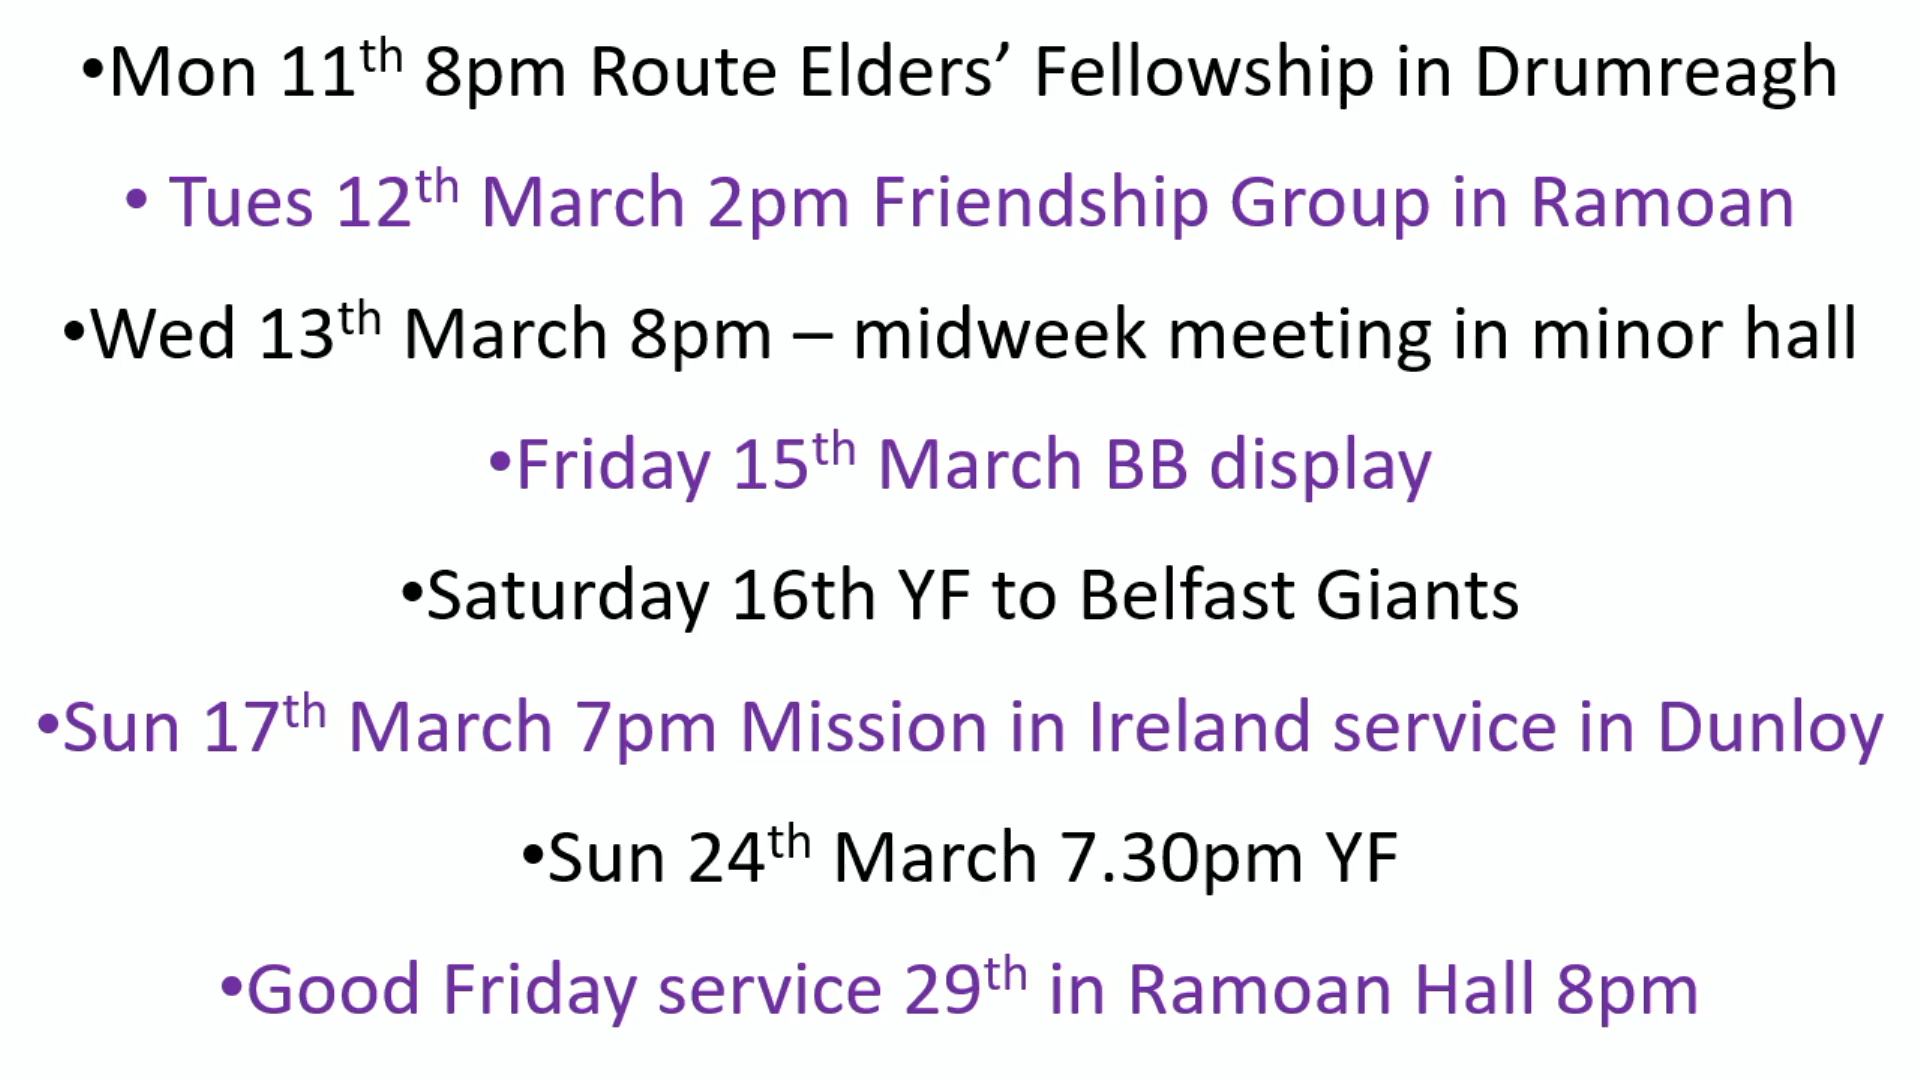 •Mon 11th 8pm Route Elders’ Fellowship in Drumreagh
• Tues 12th March 2pm Friendship Group in Ramoan
•Wed 13th March 8pm – midweek meeting in minor hall
•Friday 15th March BB display
•Saturday 16th YF to Belfast Giants
•Sun 17th March 7pm Mission in Ireland service in Dunloy
•Sun 24th March 7.30pm YF
•Good Friday service 29th in Ramoan Hall 8pm